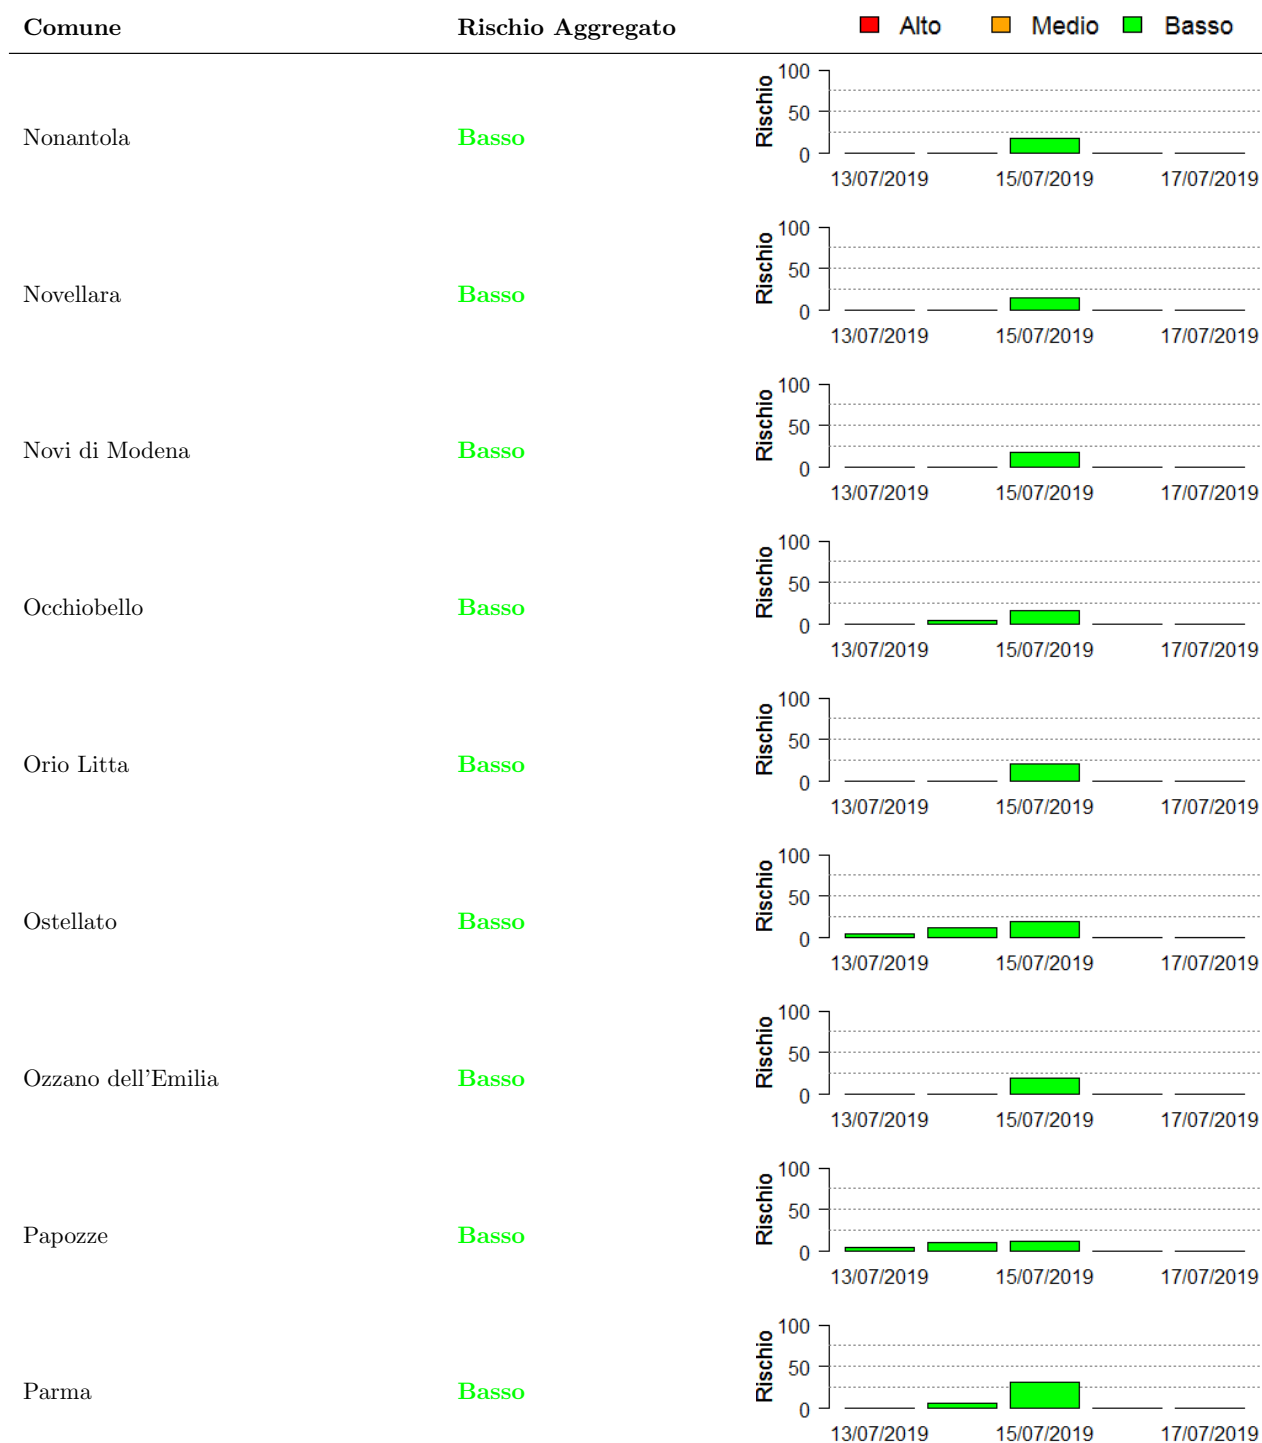 Comune Rischio Aggregato Alto Medio Basso
Nonantola Basso Rischio 100 50 0
13/07/2019 15/07/2019 17/07/2019
Novellara Basso Rischio 100 50 0
13/07/2019 15/07/2019 17/07/2019
Novi di Modena Basso Rischio 100 50 0
13/07/2019 15/07/2019 17/07/2019
Occhiobello Basso Rischio 100 50 0
13/07/2019 15/07/2019 17/07/2019
Orio Litta Basso Rischio 100 50 0
13/07/2019 15/07/2019 17/07/2019
Ostellato Basso Rischio 100 50 0
13/07/2019 15/07/2019 17/07/2019
Ozzano dell'Emilia Basso Rischio 100 50 0
13/07/2019 15/07/2019 17/07/2019
Papozze Basso Rischio 100 50 0
13/07/2019 15/07/2019 17/07/2019
Parma Basso Rischio 100 50 0
13/07/2019 15/07/2019 17/07/2019